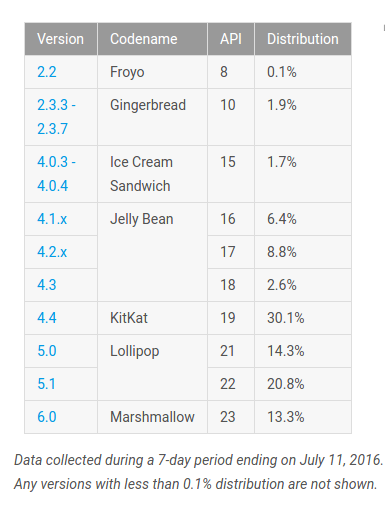 Version Codename API Distribution
2.2 Froyo 8 0.1%
2.3.3 - Gingerbread 10 1.9%
2.3.7
4.0.3 - Ice Cream 15 1.7%
4.0.4 Sandwich
4.1.x Jelly Bean 16 6.4%
4.2.x 17 8.8%
4.3 18 2.6%
4.4 KitKat 19 30.1%
5.0 Lollipop 21 14.3%
5.1 22 20.8%
6.0 Marshmallow 23 13.3%
Data collected during a 7-day period ending on July 11, 2016.
Any versions with less than 0.1% distribution are not shown.